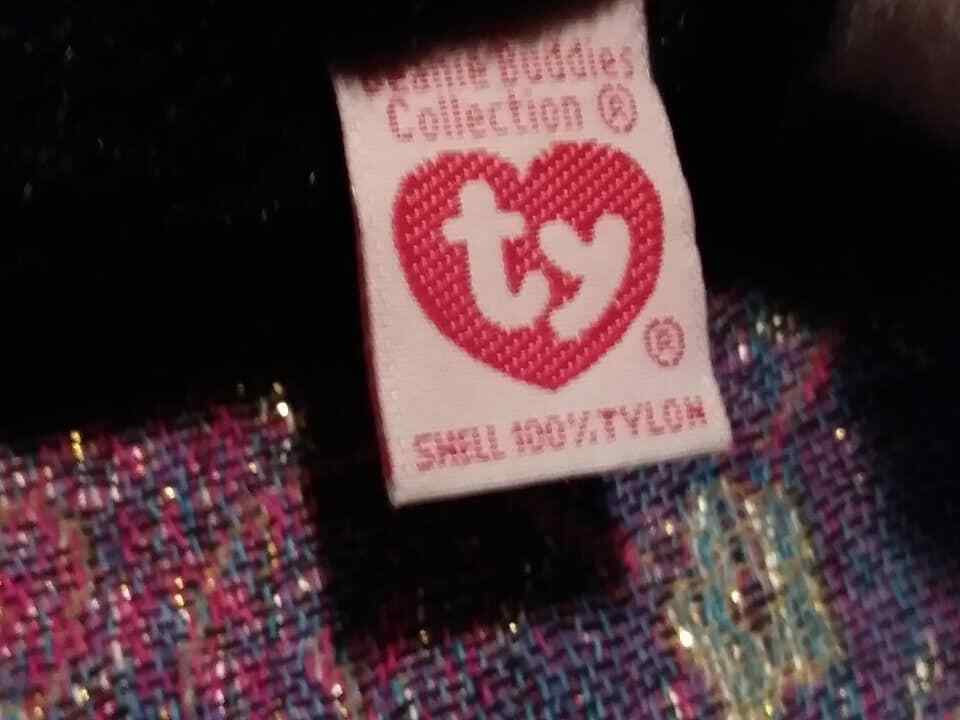 Beanie Buddies
Collection ®
ty
®
SHELL 100% TYLON